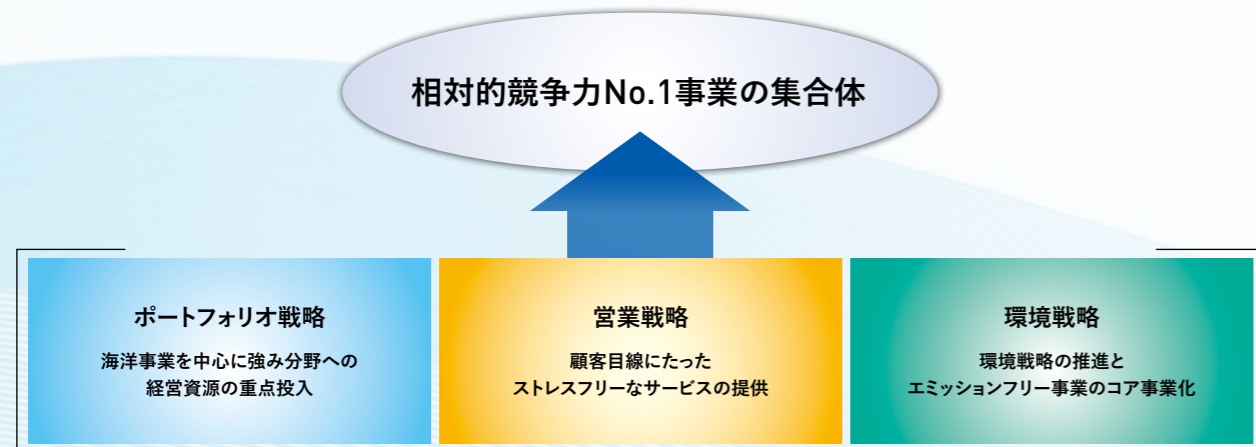 相対的競争力No.1事業の集合体
ポートフォリオ戦略
海洋事業を中心に強み分野への
経営資源の重点投入
営業戦略
顧客目線にたった
ストレスフリーなサービスの提供
環境戦略
環境戦略の推進と
エミッションフリー事業のコア事業化